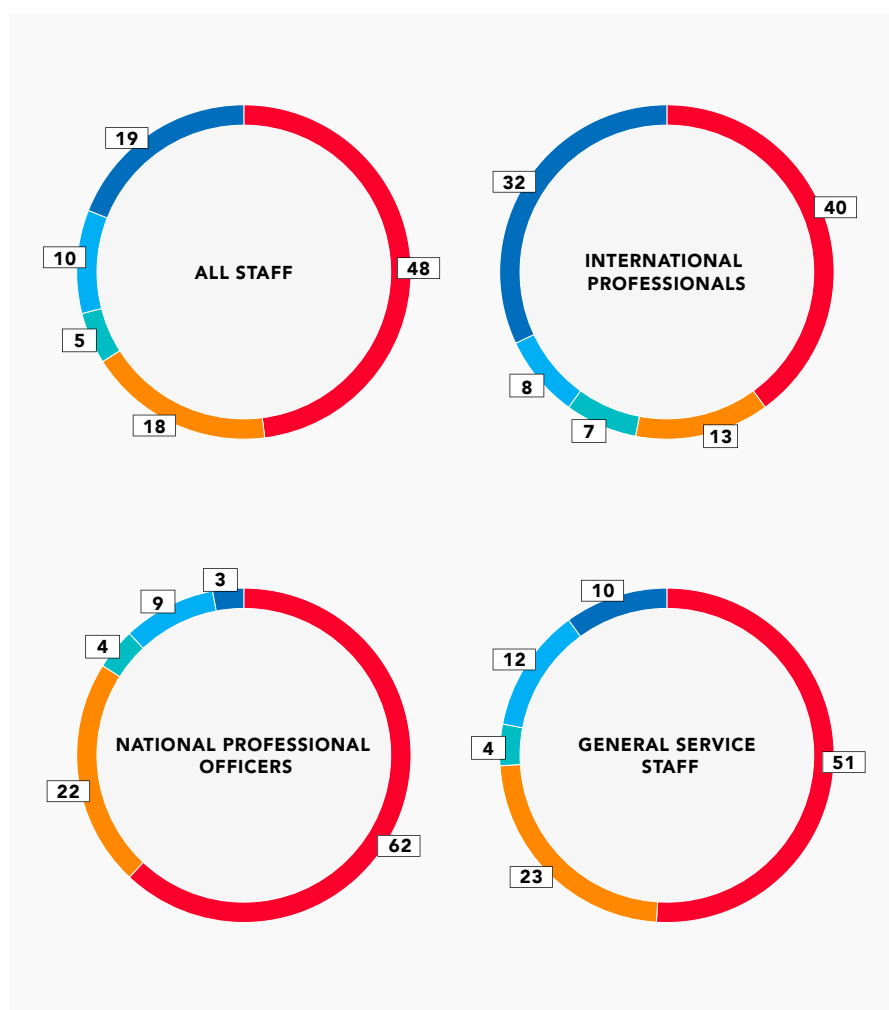 19
10
ALL STAFF
48
5
18
32
40
INTERNATIONAL
PROFESSIONALS
8
7
13
3
9
4
NATIONAL PROFESSIONAL
OFFICERS
22
62
10
12
4
GENERAL SERVICE
STAFF
51
23